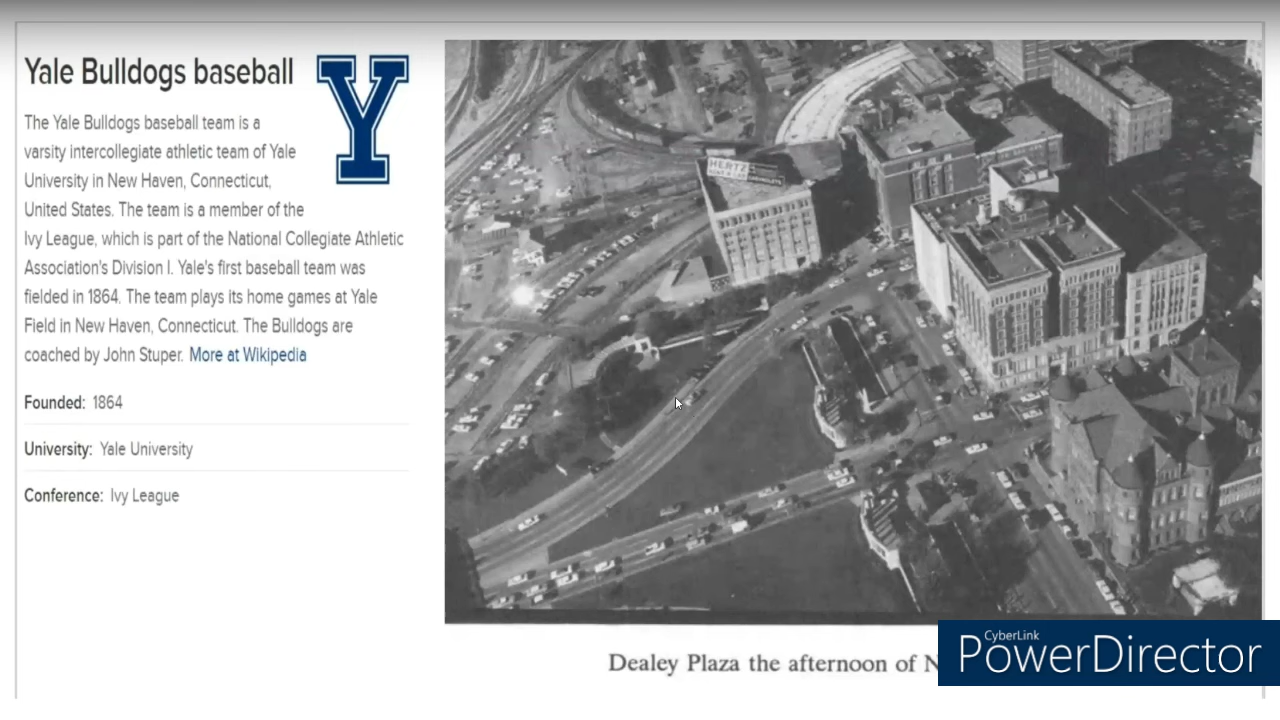 Yale Bulldogs baseball
Y
The Yale Bulldogs baseball team is a
varsity intercollegiate athletic team of Yale
University in New Haven, Connecticut,
United States. The team is a member of the
Ivy League, which is part of the National Collegiate Athletic
Association's Division I. Yale's first baseball team was
fielded in 1864. The team plays its home games at Yale
Field in New Haven, Connecticut. The Bulldogs are
coached by John Stuper. More at Wikipedia
Founded: 1864
University: Yale University
Conference: Ivy League
HERTZ
Dealey Plaza the afternoon of N
CyberLink
PowerDirector